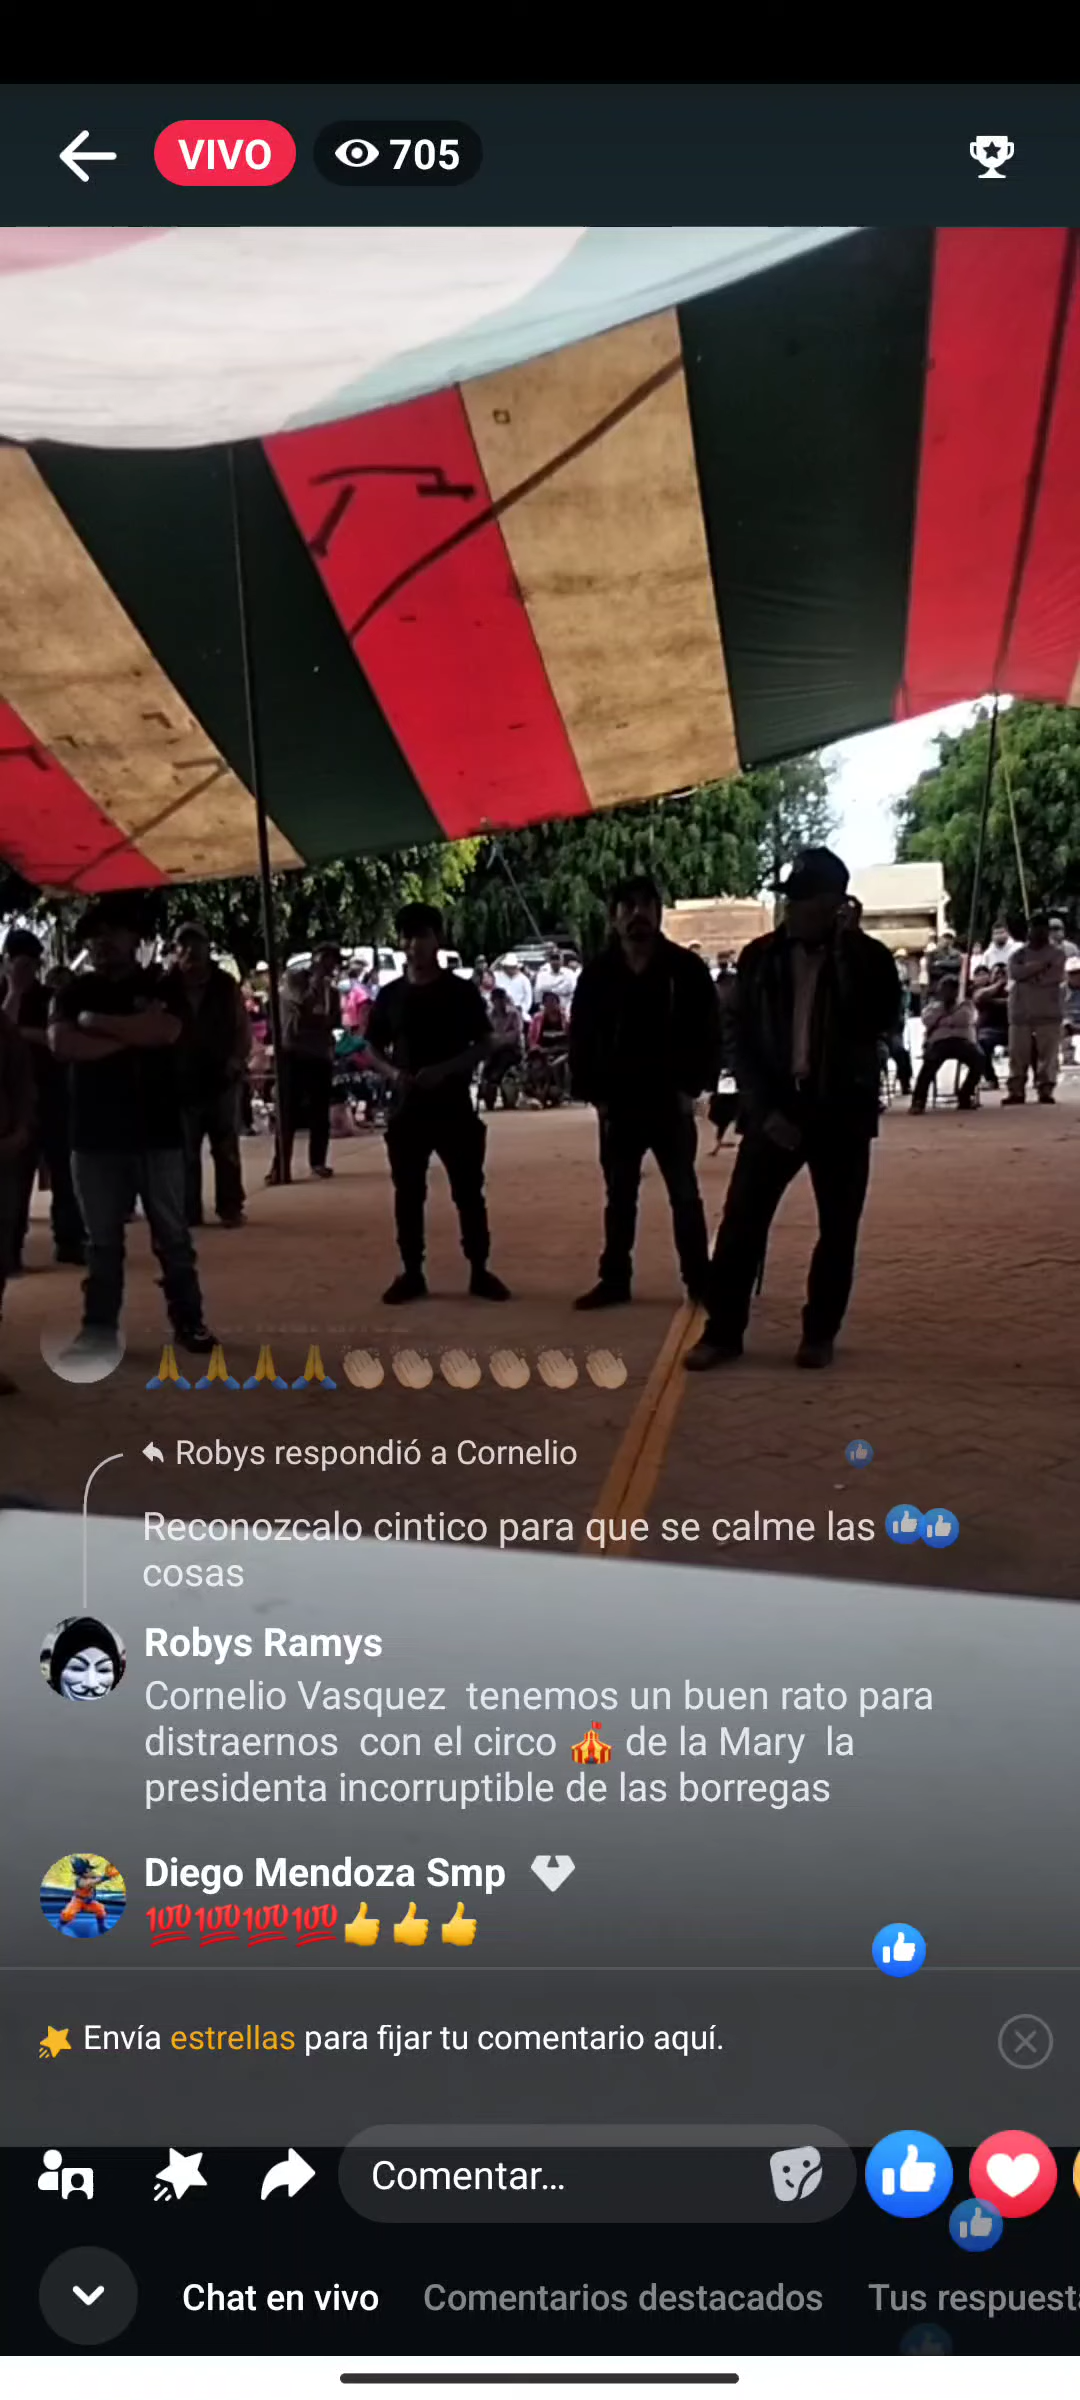 VIVO 705
🙏🙏🙏🙏👏🏻👏🏻👏🏻👏🏻👏🏻👏🏻
Robys respondió a Cornelio
Reconozcalo cintico para que se calme las
cosas
Robys Ramys
Cornelio Vasquez tenemos un buen rato para
distraernos con el circo 🎪 de la Mary la
presidenta incorruptible de las borregas
Diego Mendoza Smp
💯💯💯💯👍👍👍
Envía estrellas para fijar tu comentario aquí.
Comentar...
Chat en vivo Comentarios destacados Tus respuest